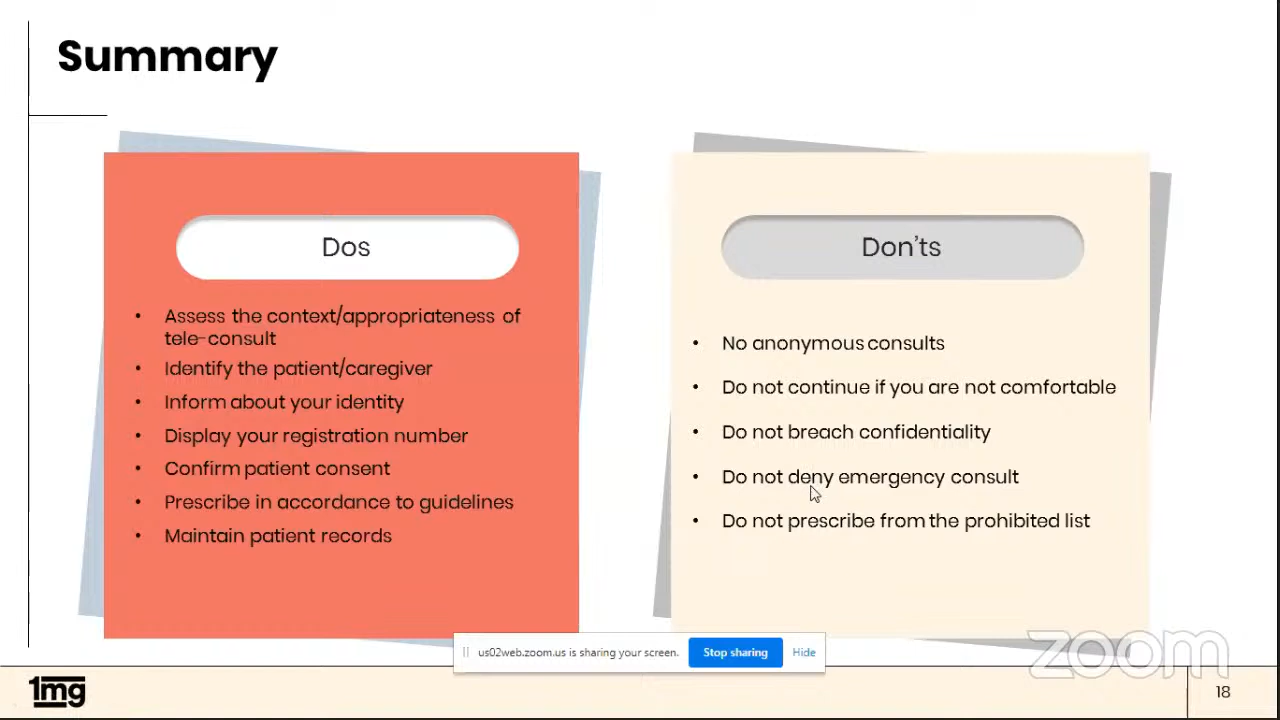 Summary
Dos
• Assess the context/appropriateness of
tele-consult
• Identify the patient/caregiver
• Inform about your identity
• Display your registration number
• Confirm patient consent
• Prescribe in accordance to guidelines
• Maintain patient records
Don'ts
• No anonymous consults
• Do not continue if you are not comfortable
• Do not breach confidentiality
• Do not deny emergency consult
• Do not prescribe from the prohibited list
us02web.zoom.us is sharing your screen. Stop sharing Hide
zoom
1mg
18